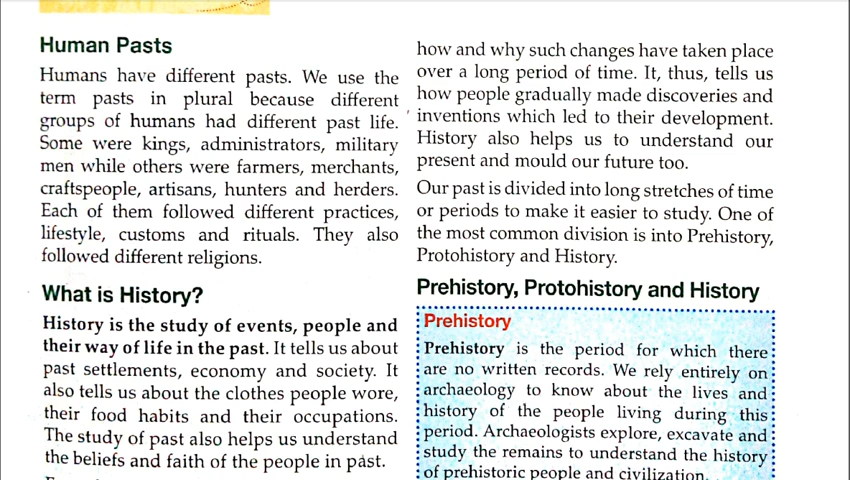 Human Pasts
Humans have different pasts. We use the
term pasts in plural because different
groups of humans had different past life.
Some were kings, administrators, military
men while others were farmers, merchants,
craftspeople, artisans, hunters and herders.
Each of them followed different practices,
lifestyle, customs and rituals. They also
followed different religions.
What is History?
History is the study of events, people and
their way of life in the past. It tells us about
past settlements, economy and society. It
also tells us about the clothes people wore,
their food habits and their occupations.
The study of past also helps us understand
the beliefs and faith of the people in past.
how and why such changes have taken place
over a long period of time. It, thus, tells us
how people gradually made discoveries and
inventions which led to their development.
History also helps us to understand our
present and mould our future too.
Our past is divided into long stretches of time
or periods to make it easier to study. One of
the most common division is into Prehistory,
Protohistory and History.
Prehistory, Protohistory and History
Prehistory
Prehistory is the period for which there
are no written records. We rely entirely on
archaeology to know about the lives and
history of the people living during this
period. Archaeologists explore, excavate and
study the remains to understand the history
of prehistoric people and civilization.